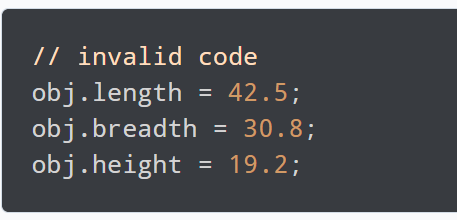 // invalid code
obj.length = 42.5;
obj.breadth = 30.8;
obj.height = 19.2;